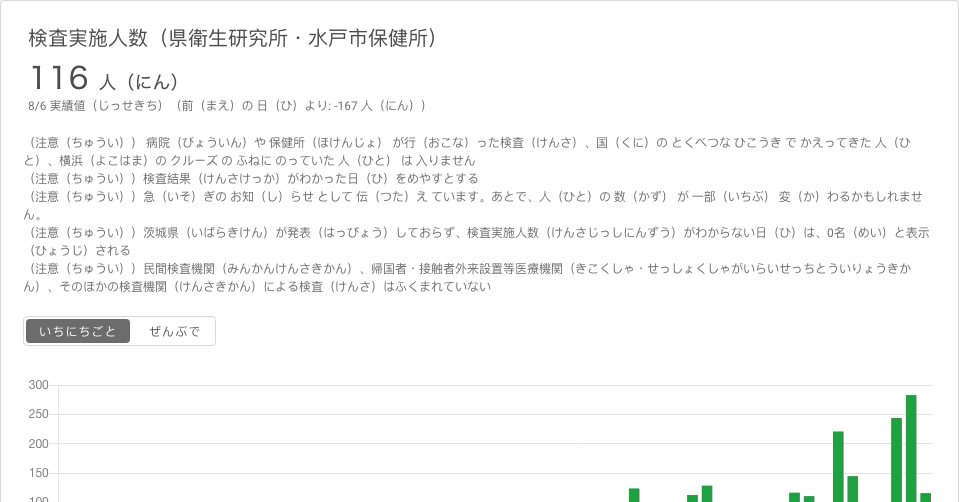 検査実施人数（県衛生研究所・水戸市保健所）
116 人（にん）
8/6 実績値（じっせきち）（前（まえ）の 日（ひ）より: -167 人（にん））
（注意（ちゅうい）） 病院（びょういん）や 保健所（ほけんじょ） が行（おこな）った検査（けんさ）、国（くに）の とくべつな ひこうき で かえってきた 人（ひ
と）、横浜（よこはま）の クルーズ の ふねに のっていた 人（ひと） は 入りません
（注意（ちゅうい））検査結果（けんさけっか）がわかった日（ひ）をめやすとする
（注意（ちゅうい））急（いそ）ぎの お知（し）らせ として 伝（つた）え ています。あとで、人（ひと）の 数（かず） が 一部（いちぶ） 変（か）わるかもしれませ
ん。
（注意（ちゅうい））茨城県（いばらきけん）が発表（はっぴょう）しておらず、検査実施人数（けんさじっしにんずう）がわからない日（ひ）は、0名（めい）と表示
（ひょうじ）される
（注意（ちゅうい））民間検査機関（みんかんけんさきかん）、帰国者・接触者外来設置等医療機関（きこくしゃ・せっしょくしゃがいらいせっちとういりょうきか
ん）、そのほかの検査機関（けんさきかん）による検査（けんさ）はふくまれていない
いちにちごと ぜんぶで
300
250
200
150
100